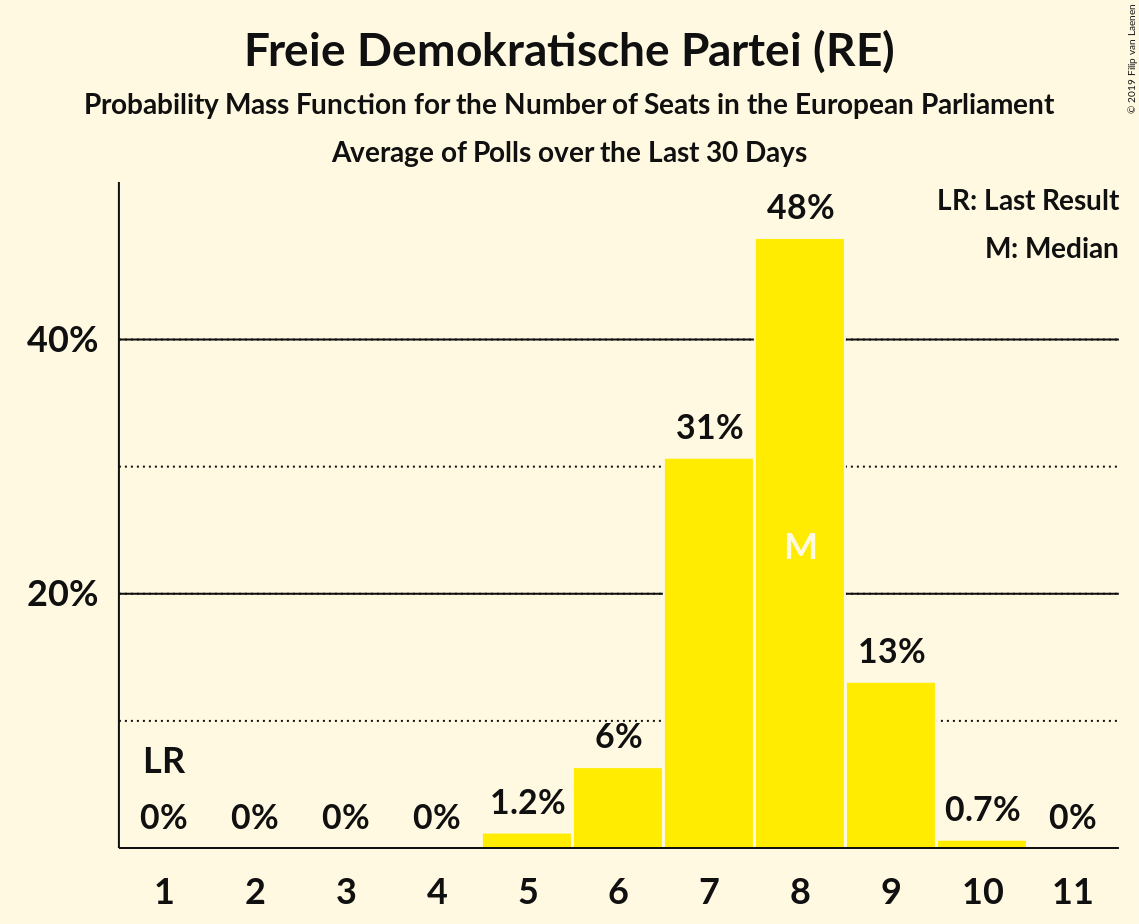 Freie Demokratische Partei (RE)
Probability Mass Function for the Number of Seats in the European Parliament
Average of Polls over the Last 30 Days
© 2019 Filip van Laenen
LR: Last Result
M: Median
48%
40%
31%
M
20%
13%
6%
LR
1.2%
0.7%
0% 0% 0% 0% 0%
1 2 3 4 5 6 7 8 9 10 11